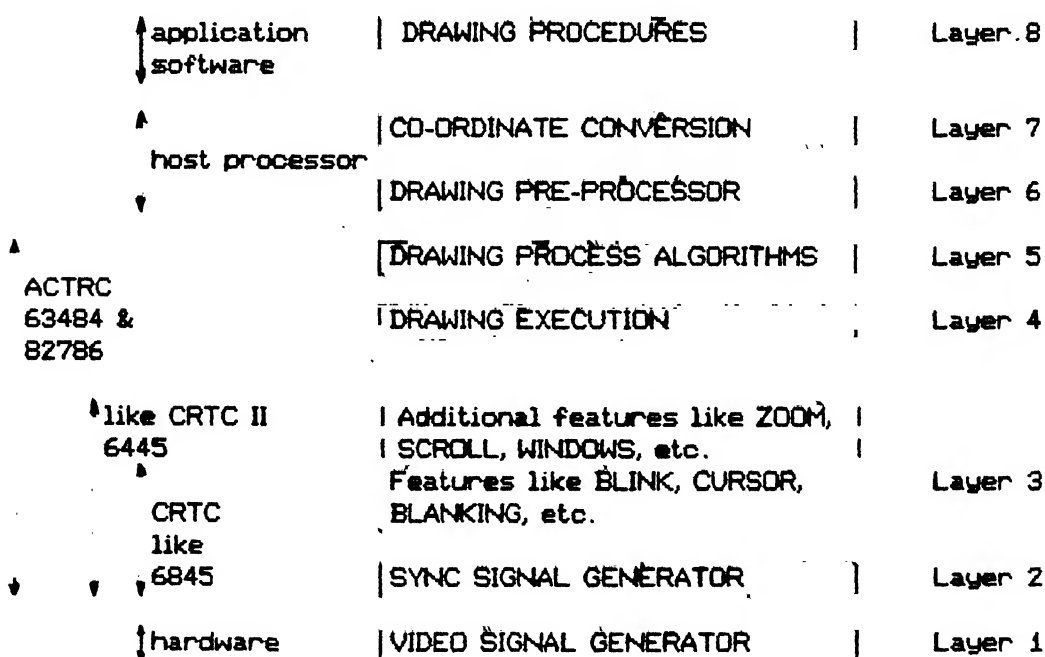 application | DRAWING PROCEDURES | Layer 8
software
| CO-ORDINATE CONVERSION | Layer 7
host processor
| DRAWING PRE-PROCESSOR | Layer 6
DRAWING PROCESS ALGORITHMS | Layer 5
ACTRC
63484 & DRAWING EXECUTION Layer 4
82786
like CRTC II | Additional features like ZOOM, |
6445 | SCROLL, WINDOWS, etc. |
Features like BLINK, CURSOR, Layer 3
CRTC BLANKING, etc.
like
6845 | SYNC SIGNAL GENERATOR | Layer 2
hardware | VIDEO SIGNAL GENERATOR | Layer 1